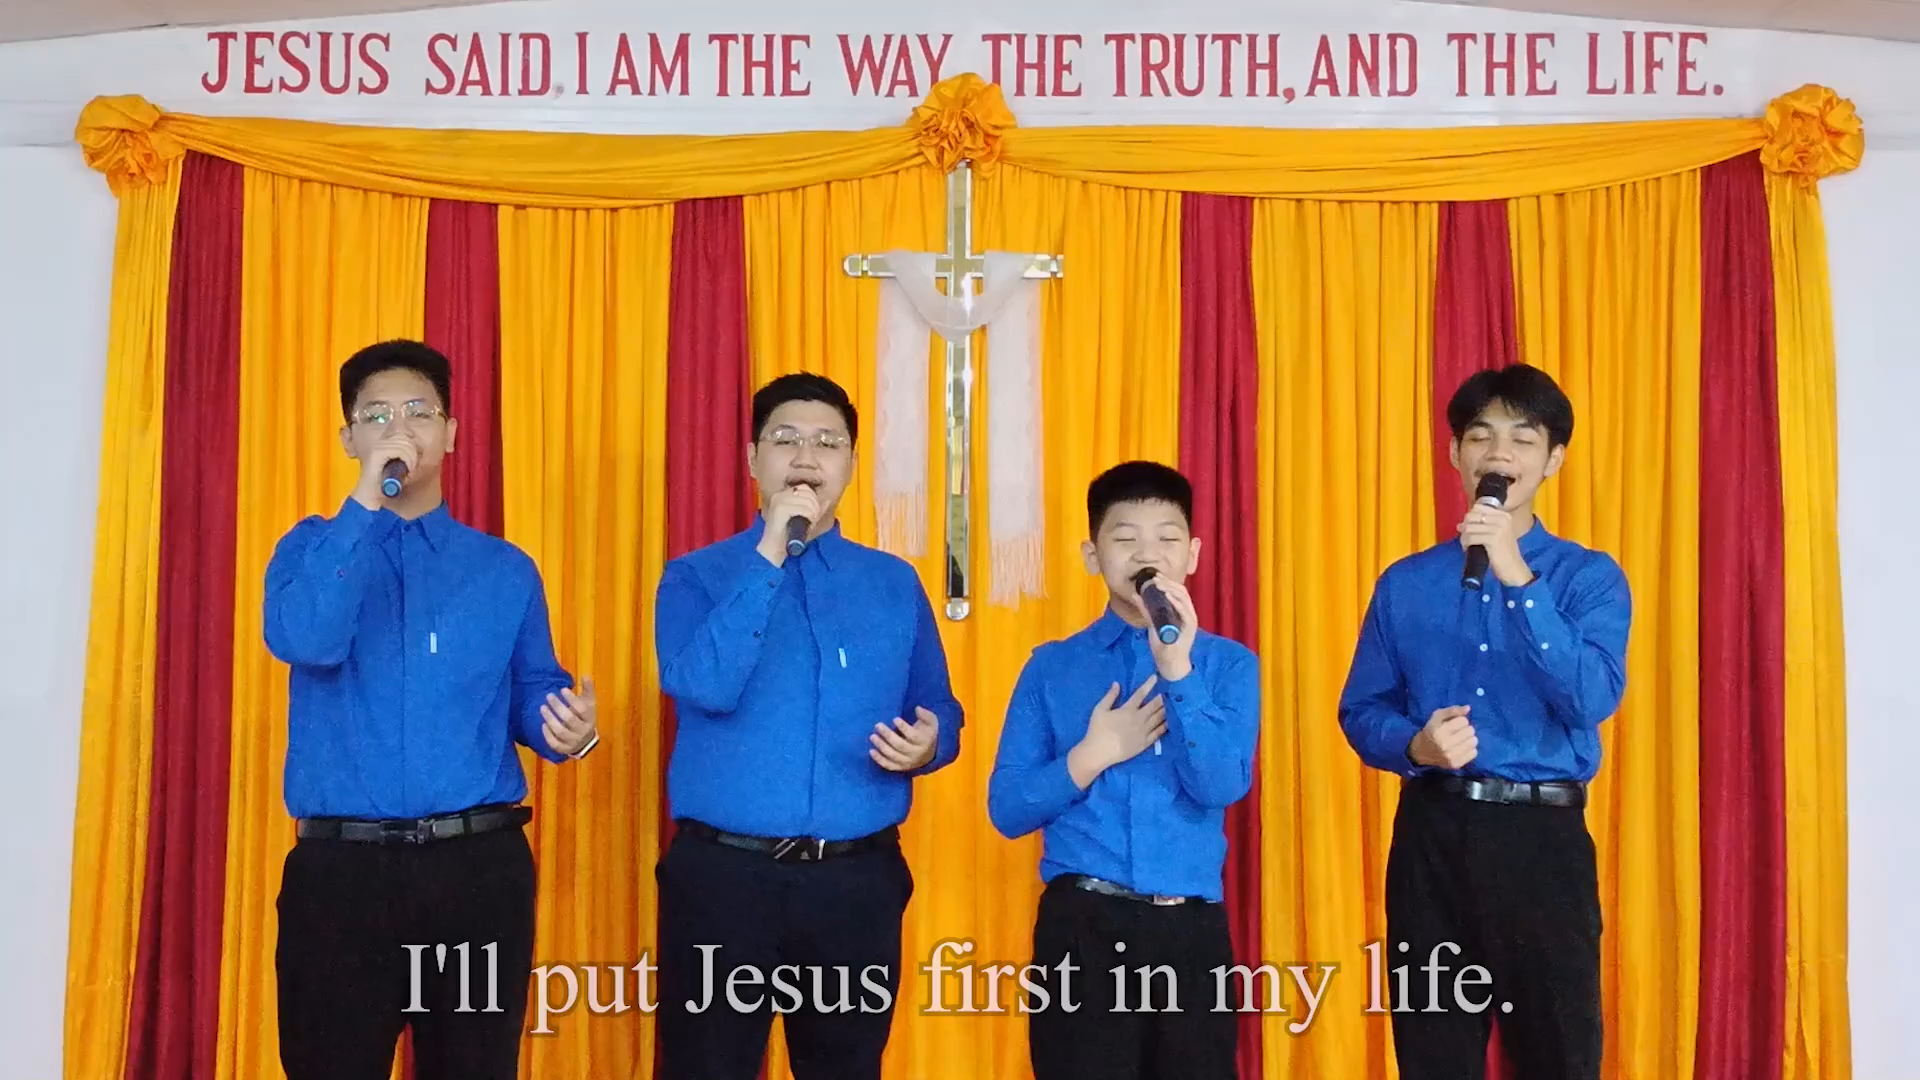 JESUS SAID, I AM THE WAY THE TRUTH, AND THE LIFE.
I'll put Jesus first in my life.